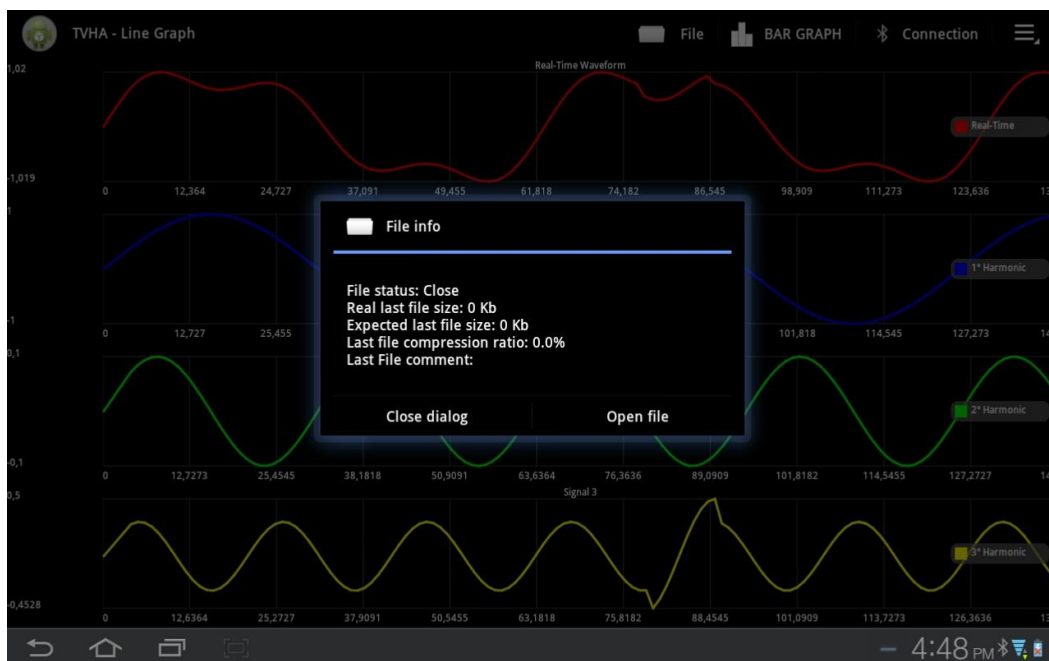 TVHA - Line Graph
File
BAR GRAPH
Connection
1,02
Real-Time Waveform
Real-Time
-1,019
0 12,364 24,727 37,091 49,455 61,818 74,182 86,545 98,909 111,273 123,636 13
1
1° Harmonic
-1
0 12,727 25,455 101,818 114,545 127,273 14
File info
File status: Close
Real last file size: 0 Kb
Expected last file size: 0 Kb
Last file compression ratio: 0.0%
Last File comment:
Close dialog
Open file
0,1
2° Harmonic
-0,1
0 12,7273 25,4545 38,1818 50,9091 63,6364 76,3636 89,0909 101,8182 114,5455 127,2727 14
0,5
Signal 3
3° Harmonic
-0,4528
0 12,6364 25,2727 37,9091 50,5455 63,1818 75,8182 88,4545 101,0909 113,7273 126,3636 13
4:48 PM